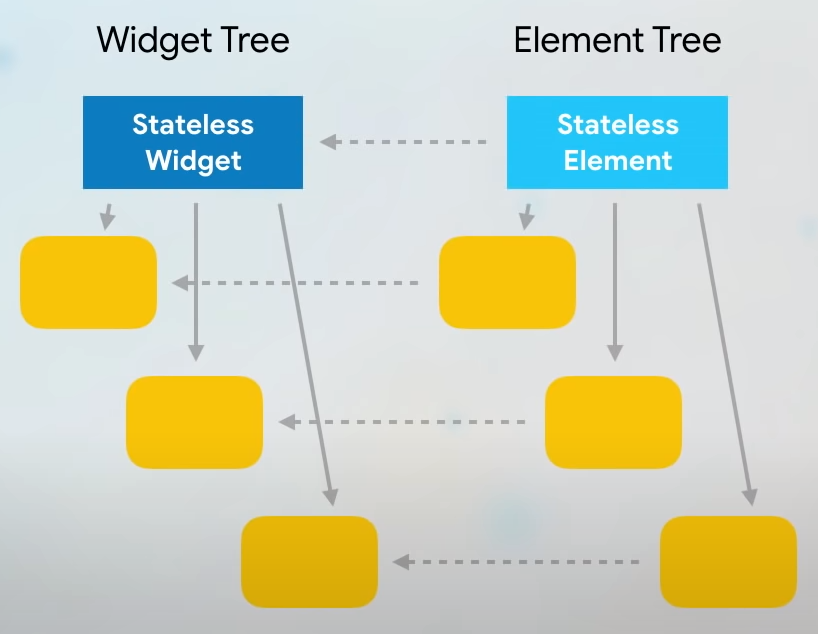 Widget Tree
Element Tree
Stateless
Widget
Stateless
Element